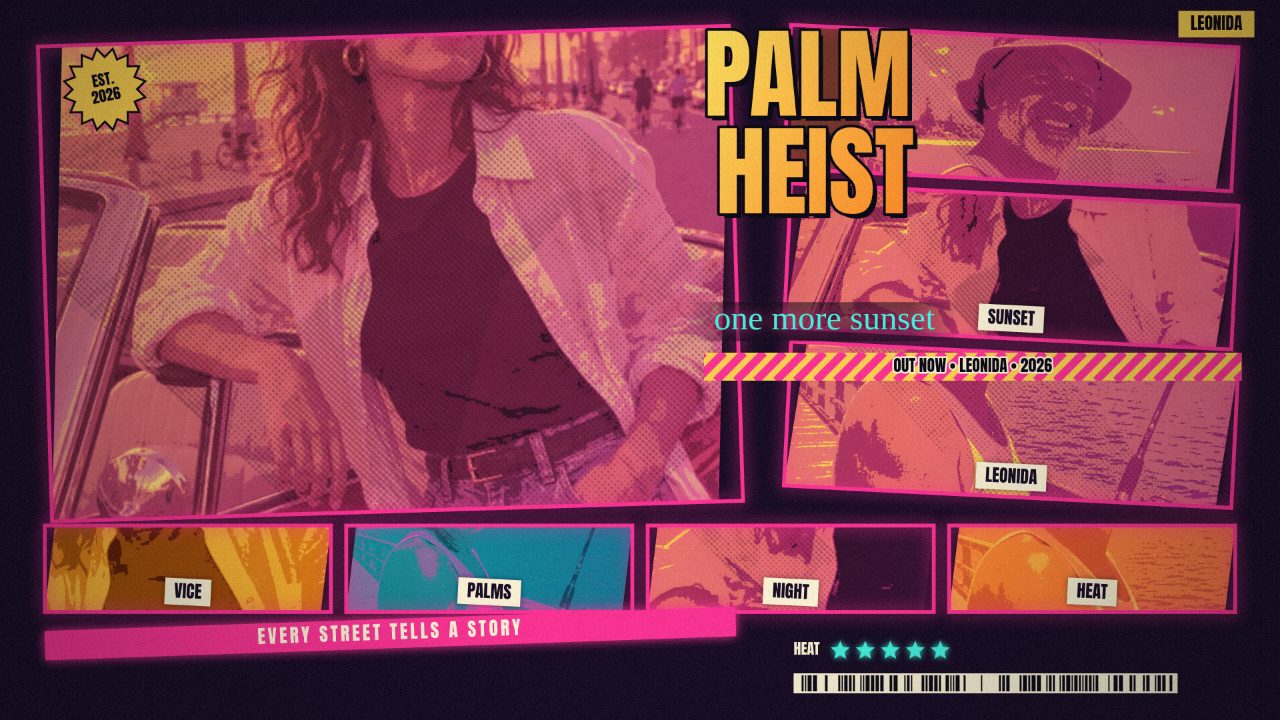 LEONIDA
EST.
2026
PALM
HEIST
SUNSET
one more sunset
OUT NOW • LEONIDA • 2026
LEONIDA
VICE
PALMS
NIGHT
HEAT
EVERY STREET TELLS A STORY
HEAT ★★★★★